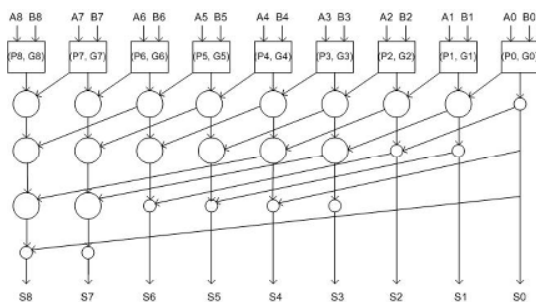 A8 B8 A7 B7 A6 B6 A5 B5 A4 B4 A3 B3 A2 B2 A1 B1 A0 B0
(P8, G8) (P7, G7) (P6, G6) (P5, G5) (P4, G4) (P3, G3) (P2, G2) (P1, G1) (P0, G0)
S8 S7 S6 S5 S4 S3 S2 S1 S0